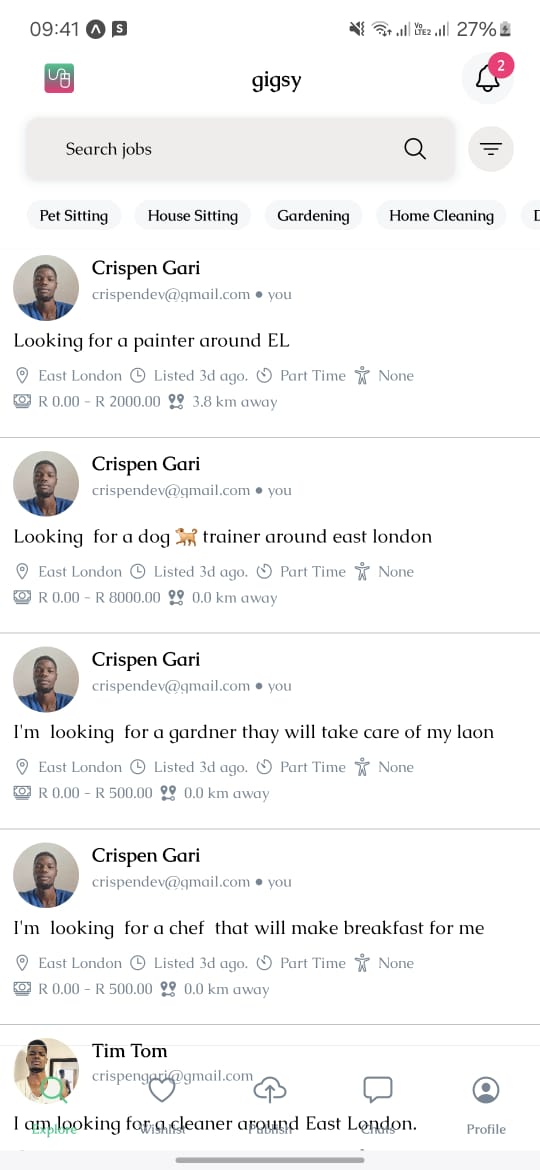 09:41 S Vo LTE2 27%
gigsy
2
Search jobs
Pet Sitting House Sitting Gardening Home Cleaning D
Crispen Gari
crispendev@gmail.com • you
Looking for a painter around EL
East London Listed 3d ago. Part Time None
R 0.00 - R 2000.00 3.8 km away
Crispen Gari
crispendev@gmail.com • you
Looking  for a dog 🐕 trainer around east london
East London Listed 3d ago. Part Time None
R 0.00 - R 8000.00 0.0 km away
Crispen Gari
crispendev@gmail.com • you
I'm  looking  for a gardner thay will take care of my laon
East London Listed 3d ago. Part Time None
R 0.00 - R 500.00 0.0 km away
Crispen Gari
crispendev@gmail.com • you
I'm  looking  for a chef  that will make breakfast for me
East London Listed 3d ago. Part Time None
R 0.00 - R 500.00 0.0 km away
Tim Tom
crispengari@gmail.com
I am looking for a cleaner around East London.
Explore Wishlist Publish Chats Profile